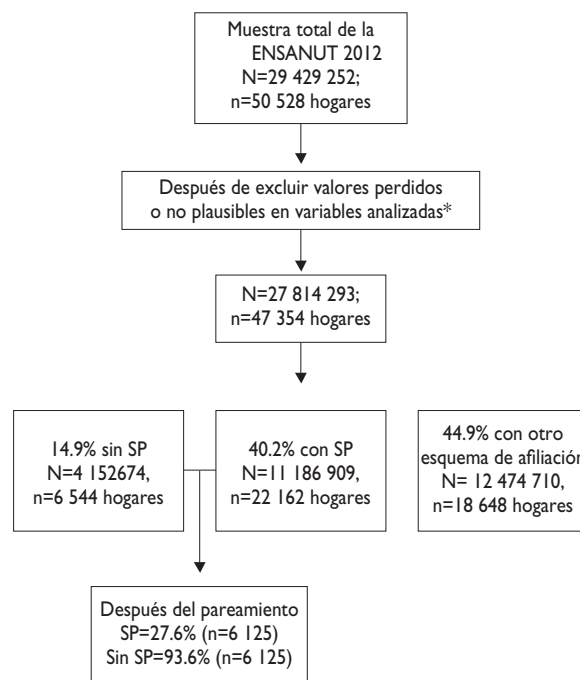 Muestra total de la
ENSANUT 2012
N=29 429 252;
n=50 528 hogares
Después de excluir valores perdidos
o no plausibles en variables analizadas*
N=27 814 293;
n=47 354 hogares
14.9% sin SP
N=4 152674,
n=6 544 hogares
40.2% con SP
N=11 186 909,
n=22 162 hogares
44.9% con otro
esquema de afiliación
N= 12 474 710,
n=18 648 hogares
Después del pareamiento
SP=27.6% (n=6 125)
Sin SP=93.6% (n=6 125)